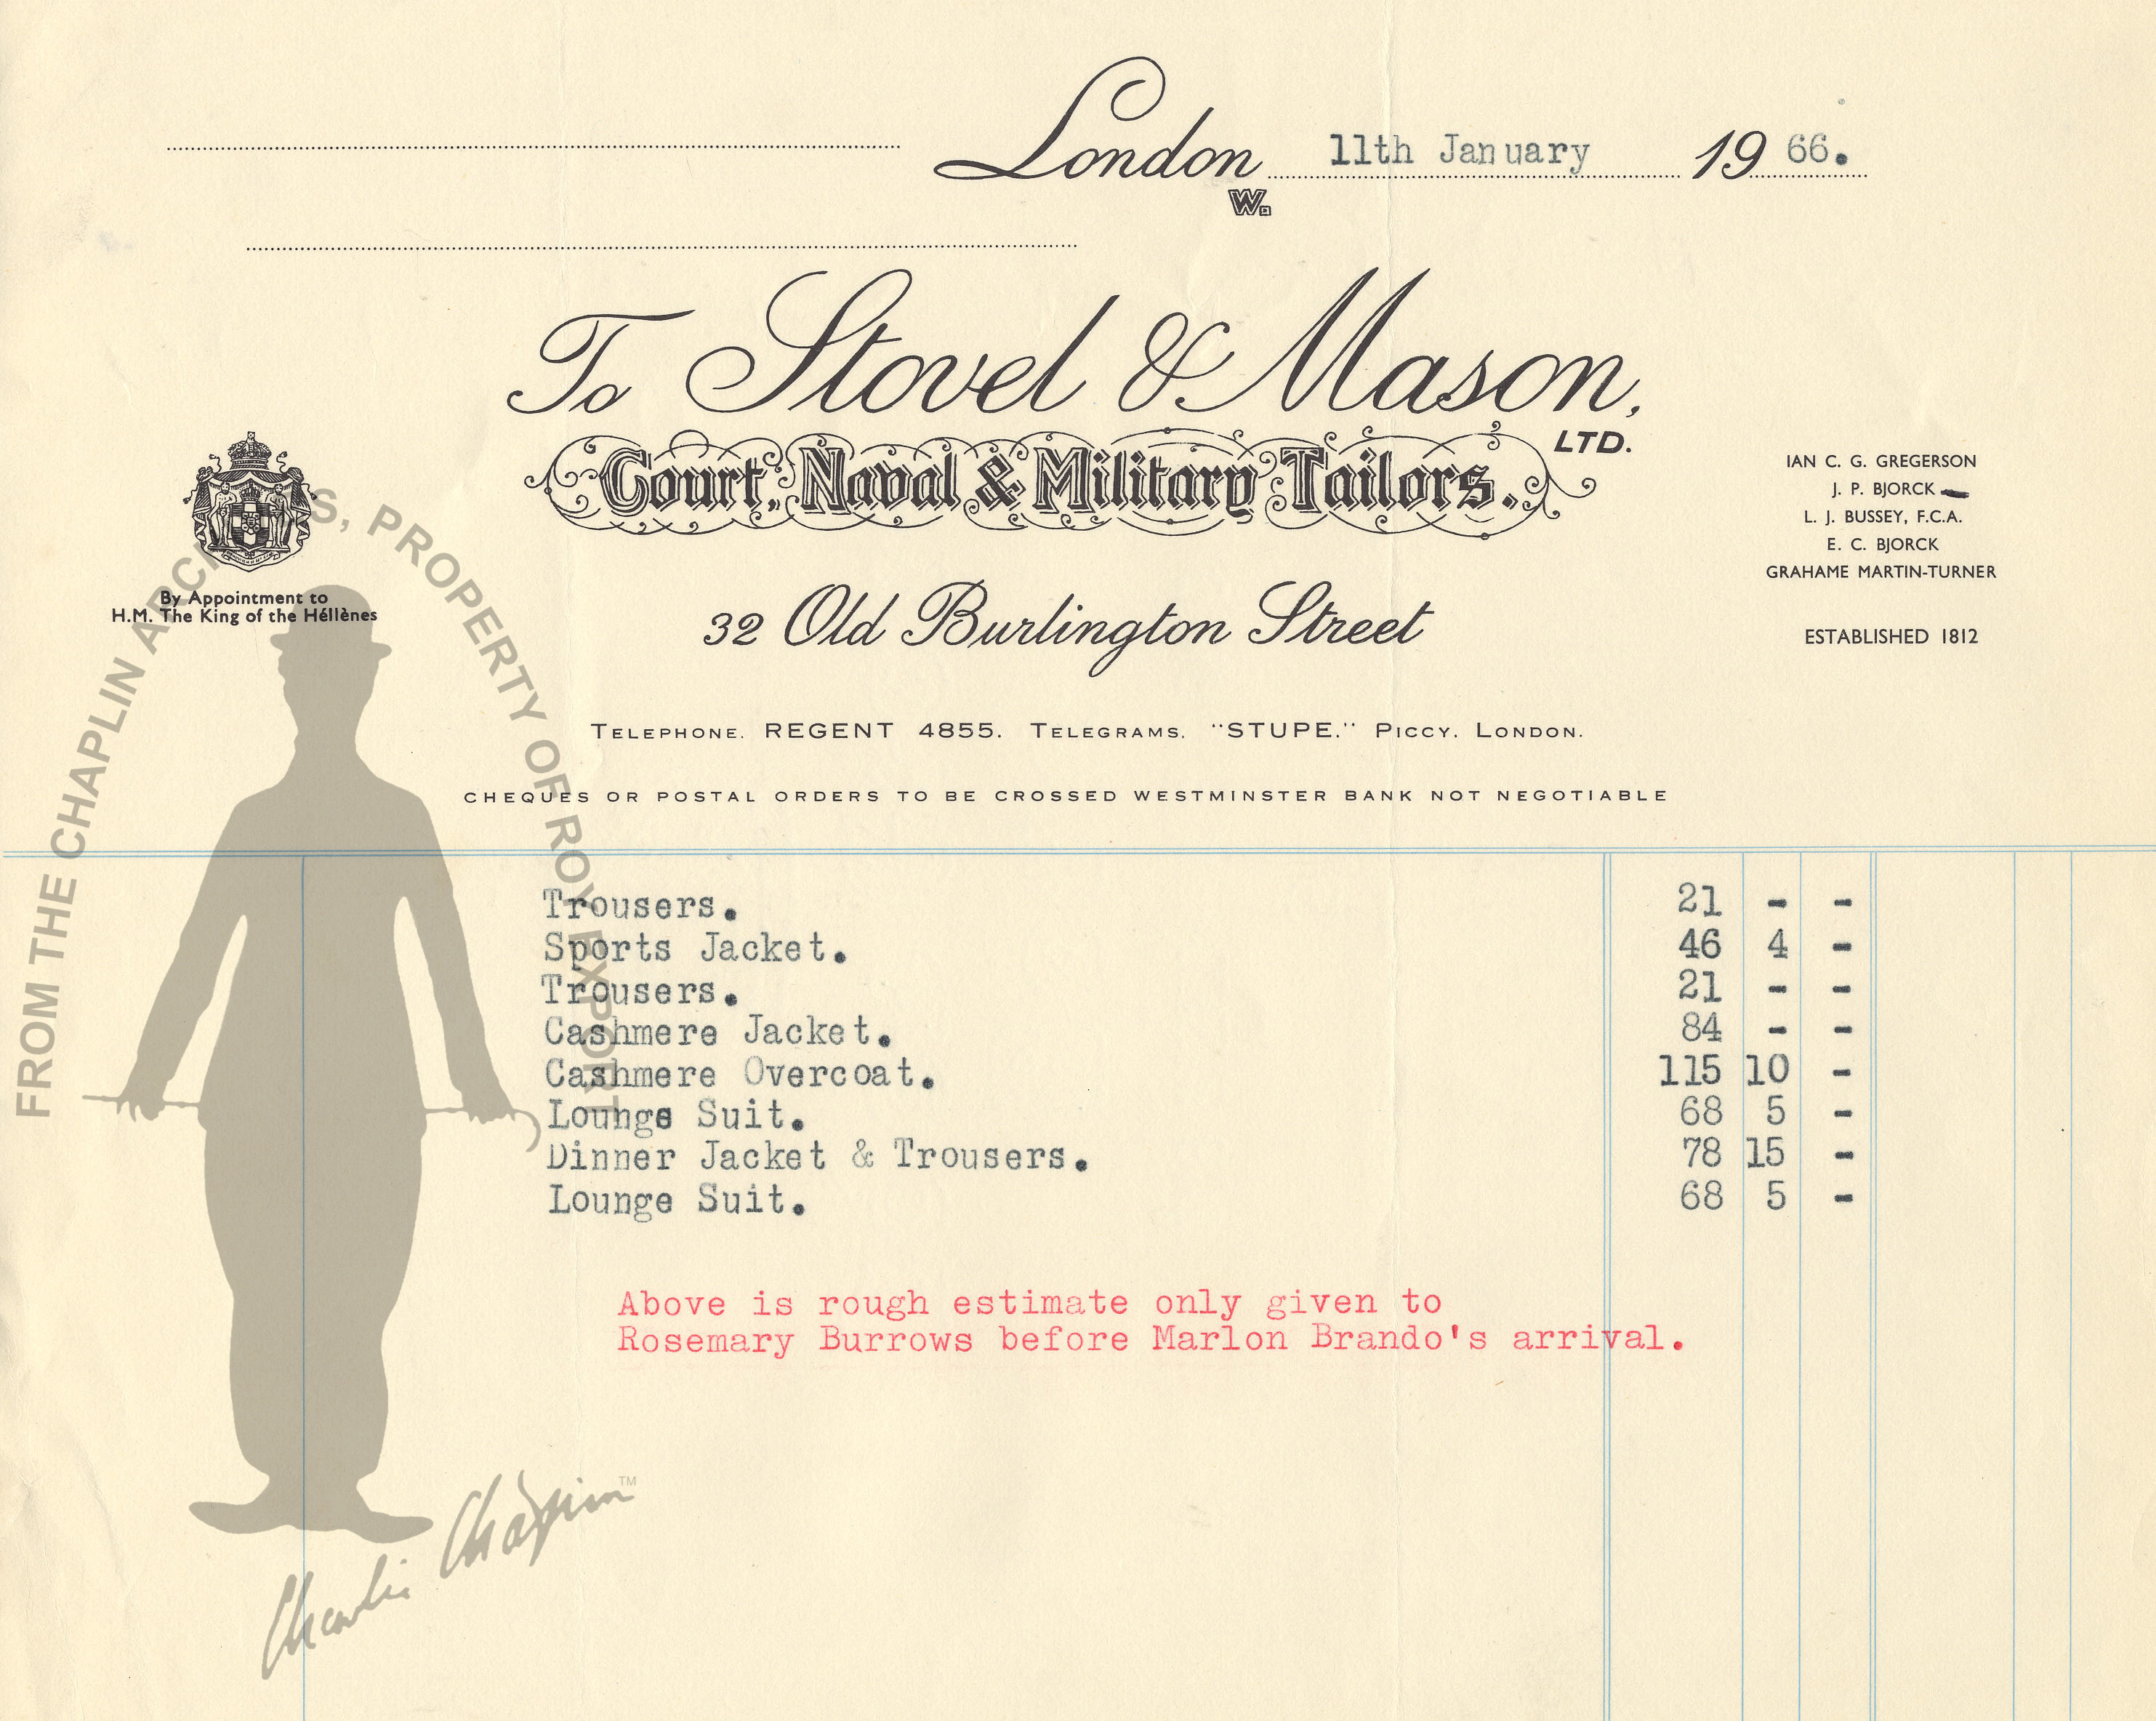 London 11th January 19 66.
W.
To Stovel & Mason,
LTD.
Court, Naval & Military Tailors.
By Appointment to
H.M. The King of the Héllènes
IAN C. G. GREGERSON
J. P. BJORCK
L. J. BUSSEY, F.C.A.
E. C. BJORCK
GRAHAME MARTIN-TURNER
ESTABLISHED 1812
32 Old Burlington Street
TELEPHONE. REGENT 4855. TELEGRAMS. "STUPE." PICCY. LONDON.
CHEQUES OR POSTAL ORDERS TO BE CROSSED WESTMINSTER BANK NOT NEGOTIABLE
Trousers. 21 - -
Sports Jacket. 46 4 -
Trousers. 21 - -
Cashmere Jacket. 84 - -
Cashmere Overcoat. 115 10 -
Lounge Suit. 68 5 -
Dinner Jacket & Trousers. 78 15 -
Lounge Suit. 68 5 -
Above is rough estimate only given to
Rosemary Burrows before Marlon Brando's arrival.
FROM THE CHAPLIN ARCHIVES, PROPERTY OF ROY EXPORT
Charlie Chaplin™